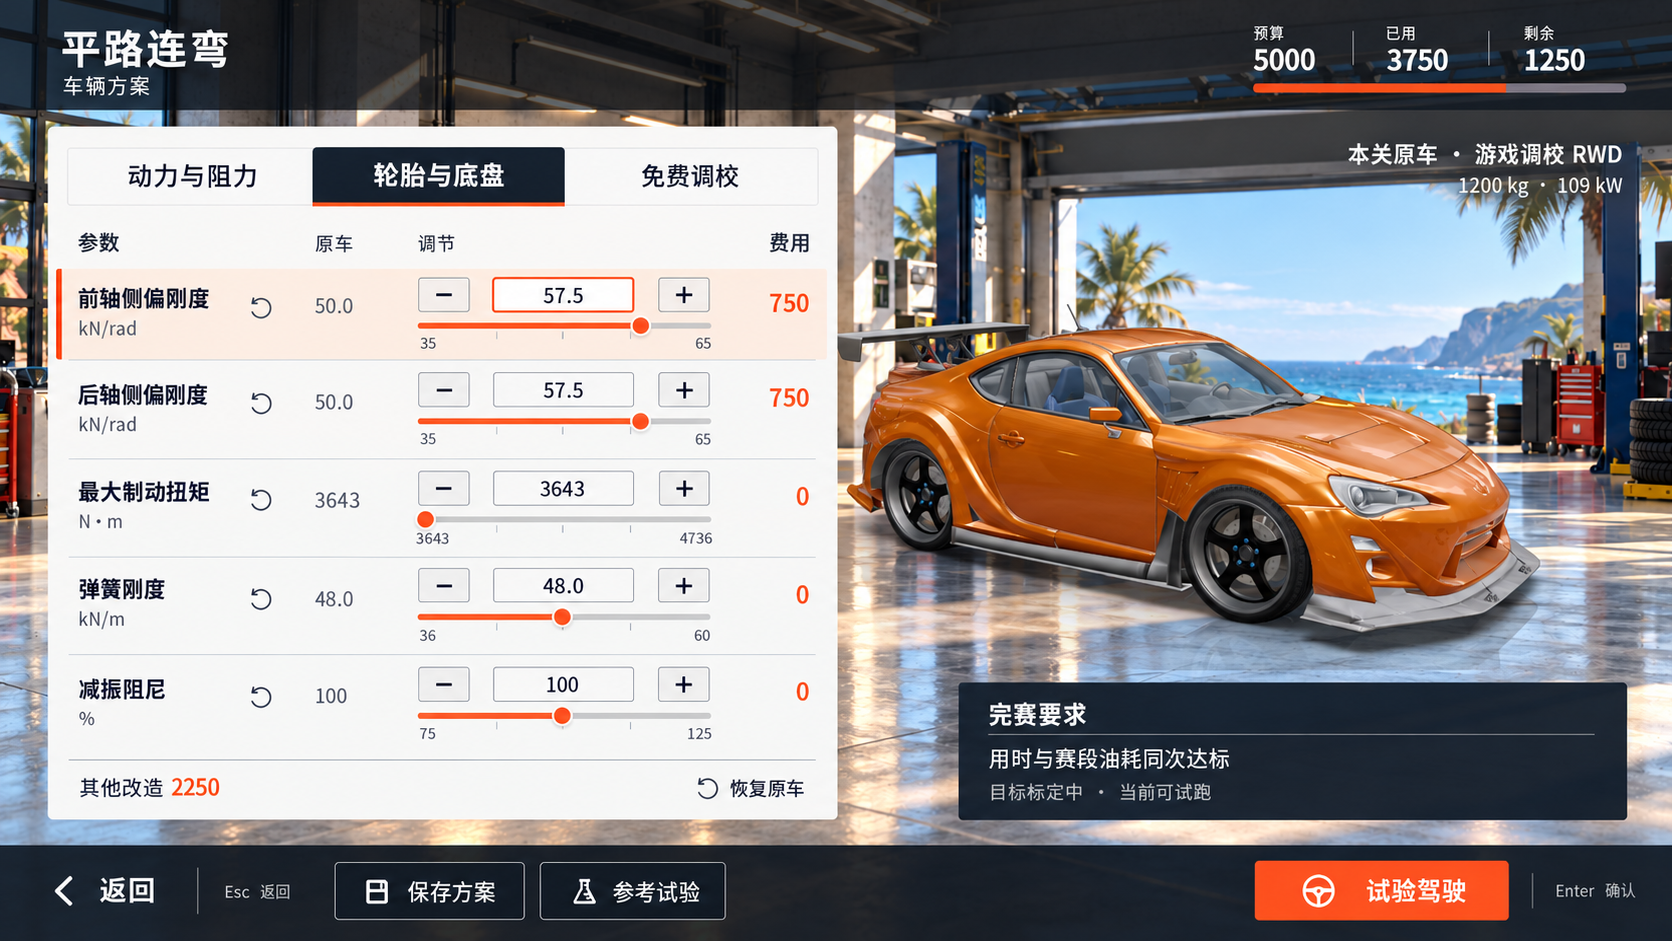 平路连弯
车辆方案
预算 已用 剩余
5000 3750 1250
本关原车 · 游戏调校 RWD
1200 kg · 109 kW
动力与阻力 轮胎与底盘 免费调校
参数 原车 调节 费用
前轴侧偏刚度
kN/rad
50.0
− 57.5 +
35 65
750
后轴侧偏刚度
kN/rad
50.0
− 57.5 +
35 65
750
最大制动扭矩
N·m
3643
− 3643 +
3643 4736
0
弹簧刚度
kN/m
48.0
− 48.0 +
36 60
0
减振阻尼
%
100
− 100 +
75 125
0
其他改造 2250
恢复原车
完赛要求
用时与赛段油耗同次达标
目标标定中 · 当前可试跑
返回
Esc 返回
保存方案
参考试验
试验驾驶
Enter 确认